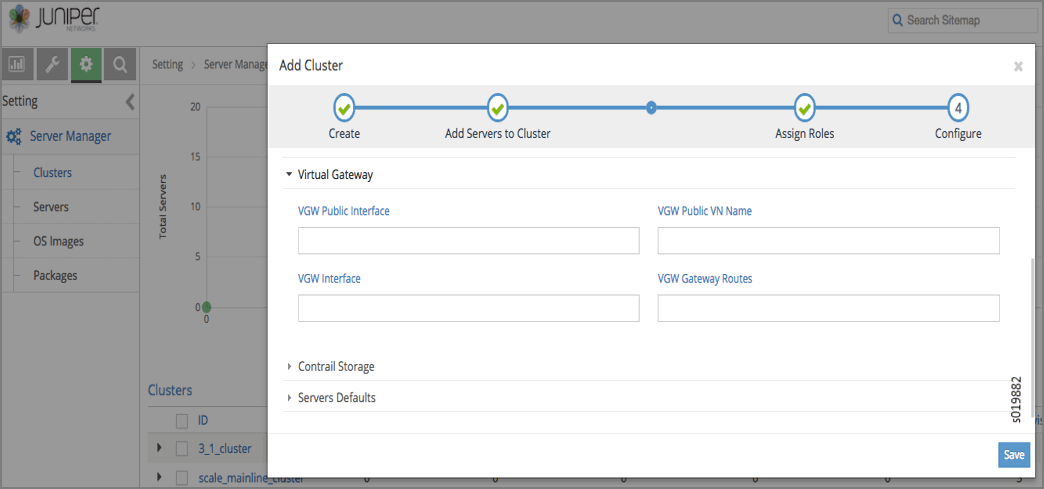 JUNIPER
NETWORKS
Search Sitemap
Setting
Server Manage
Setting
Server Manager
Clusters
Servers
OS Images
Packages
Total Servers
20
15
10
5
0
0
Add Cluster
×
Create
Add Servers to Cluster
Assign Roles
4
Configure
Virtual Gateway
VGW Public Interface
VGW Public VN Name
VGW Interface
VGW Gateway Routes
Contrail Storage
Servers Defaults
s019882
Save
Clusters
ID
3_1_cluster
scale_mainline_cluster